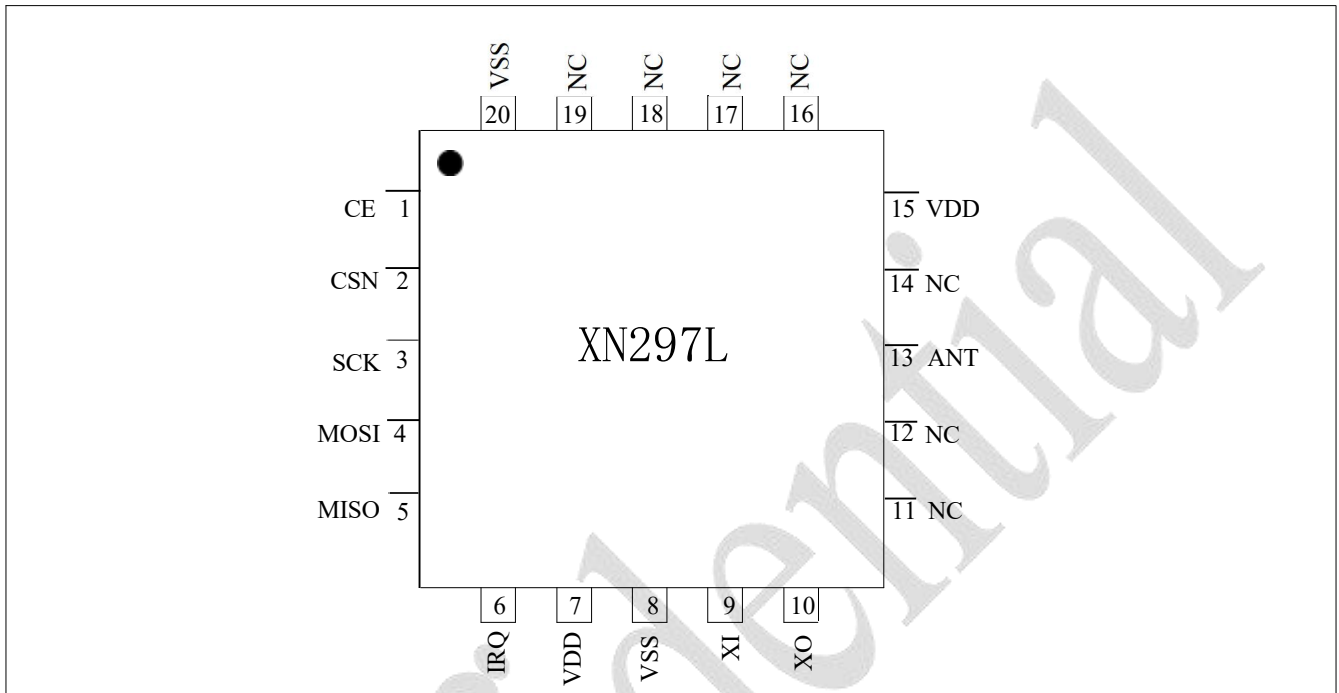 VSS NC NC NC NC
20 19 18 17 16
CE 1
15 VDD
CSN 2
14 NC
XN297L
SCK 3
13 ANT
MOSI 4
12 NC
MISO 5
11 NC
6 7 8 9 10
IRQ VDD VSS XI XO
dential